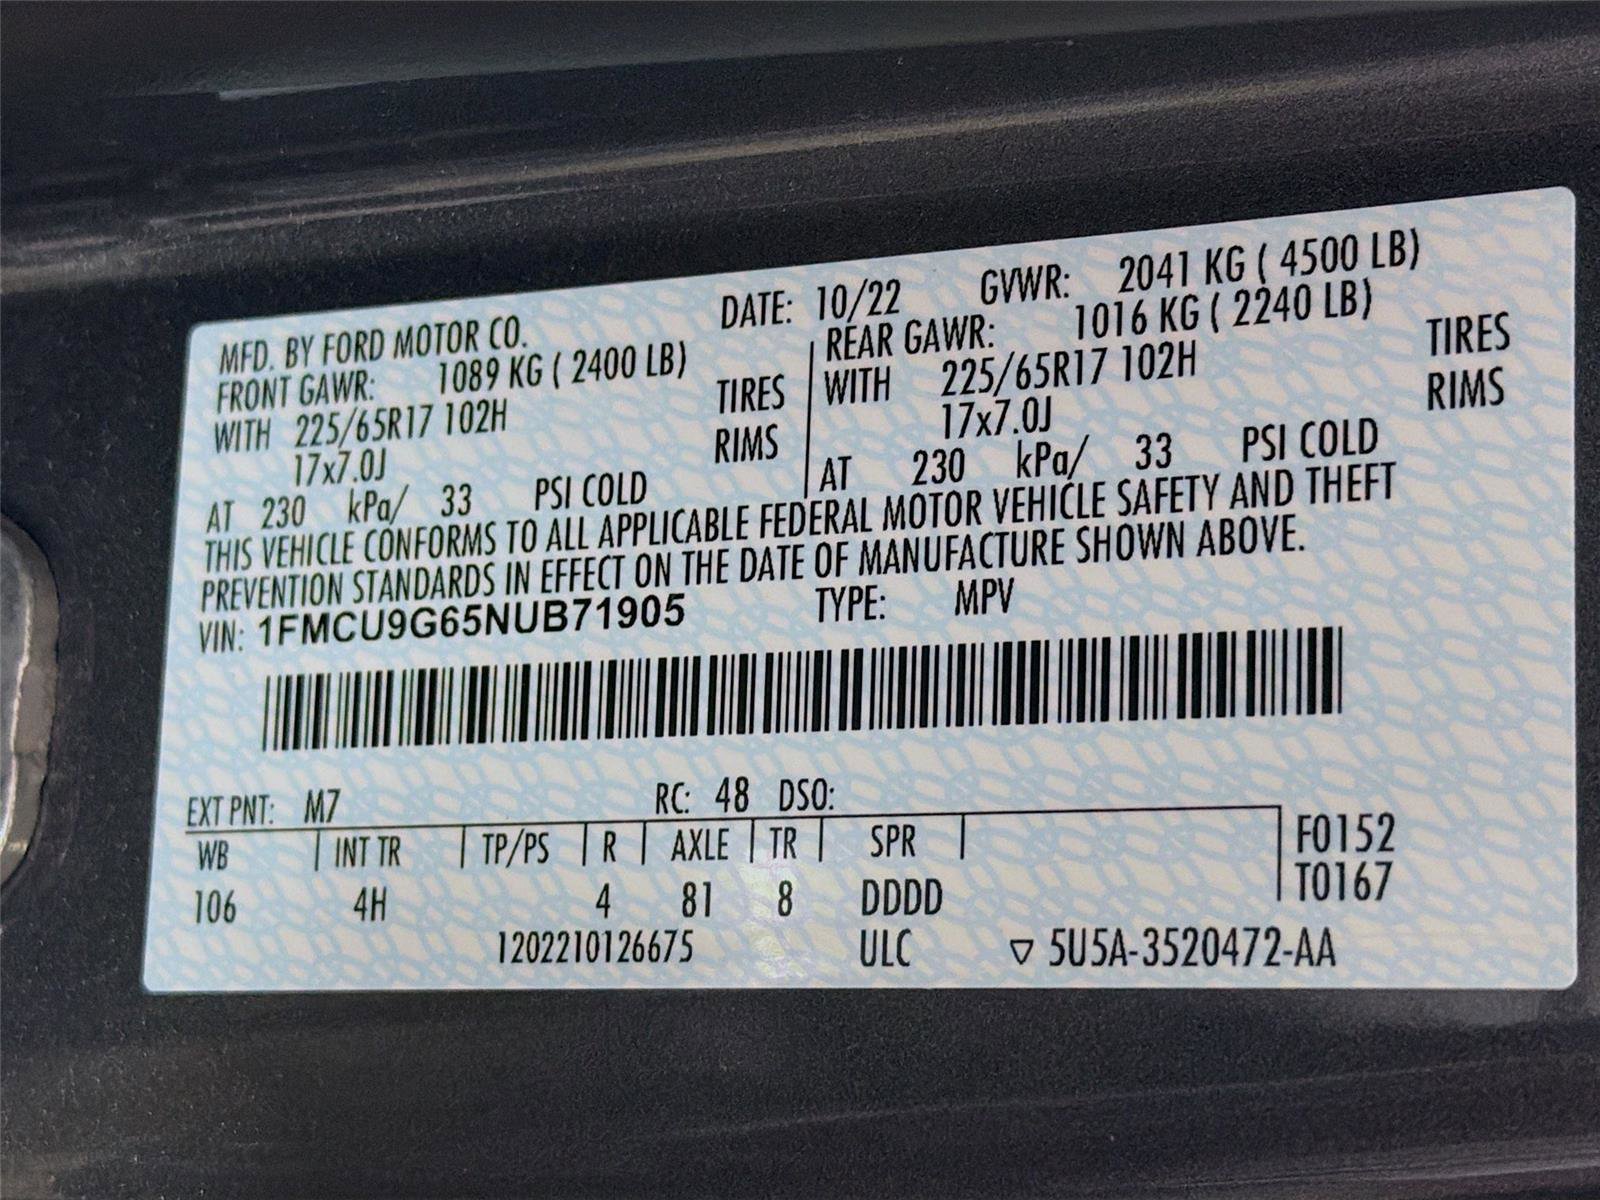 MFD. BY FORD MOTOR CO. DATE: 10/22 GVWR: 2041 KG ( 4500 LB)
FRONT GAWR: 1089 KG ( 2400 LB) REAR GAWR: 1016 KG ( 2240 LB)
WITH 225/65R17 102H TIRES WITH 225/65R17 102H TIRES
17x7.0J RIMS 17x7.0J RIMS
AT 230 kPa/ 33 PSI COLD AT 230 kPa/ 33 PSI COLD
THIS VEHICLE CONFORMS TO ALL APPLICABLE FEDERAL MOTOR VEHICLE SAFETY AND THEFT
PREVENTION STANDARDS IN EFFECT ON THE DATE OF MANUFACTURE SHOWN ABOVE.
VIN: 1FMCU9G65NUB71905 TYPE: MPV
EXT PNT: M7 RC: 48 DSO:
WB INT TR TP/PS R AXLE TR SPR F0152
106 4H 4 81 8 DDDD T0167
1202210126675 ULC ▽ 5U5A-3520472-AA